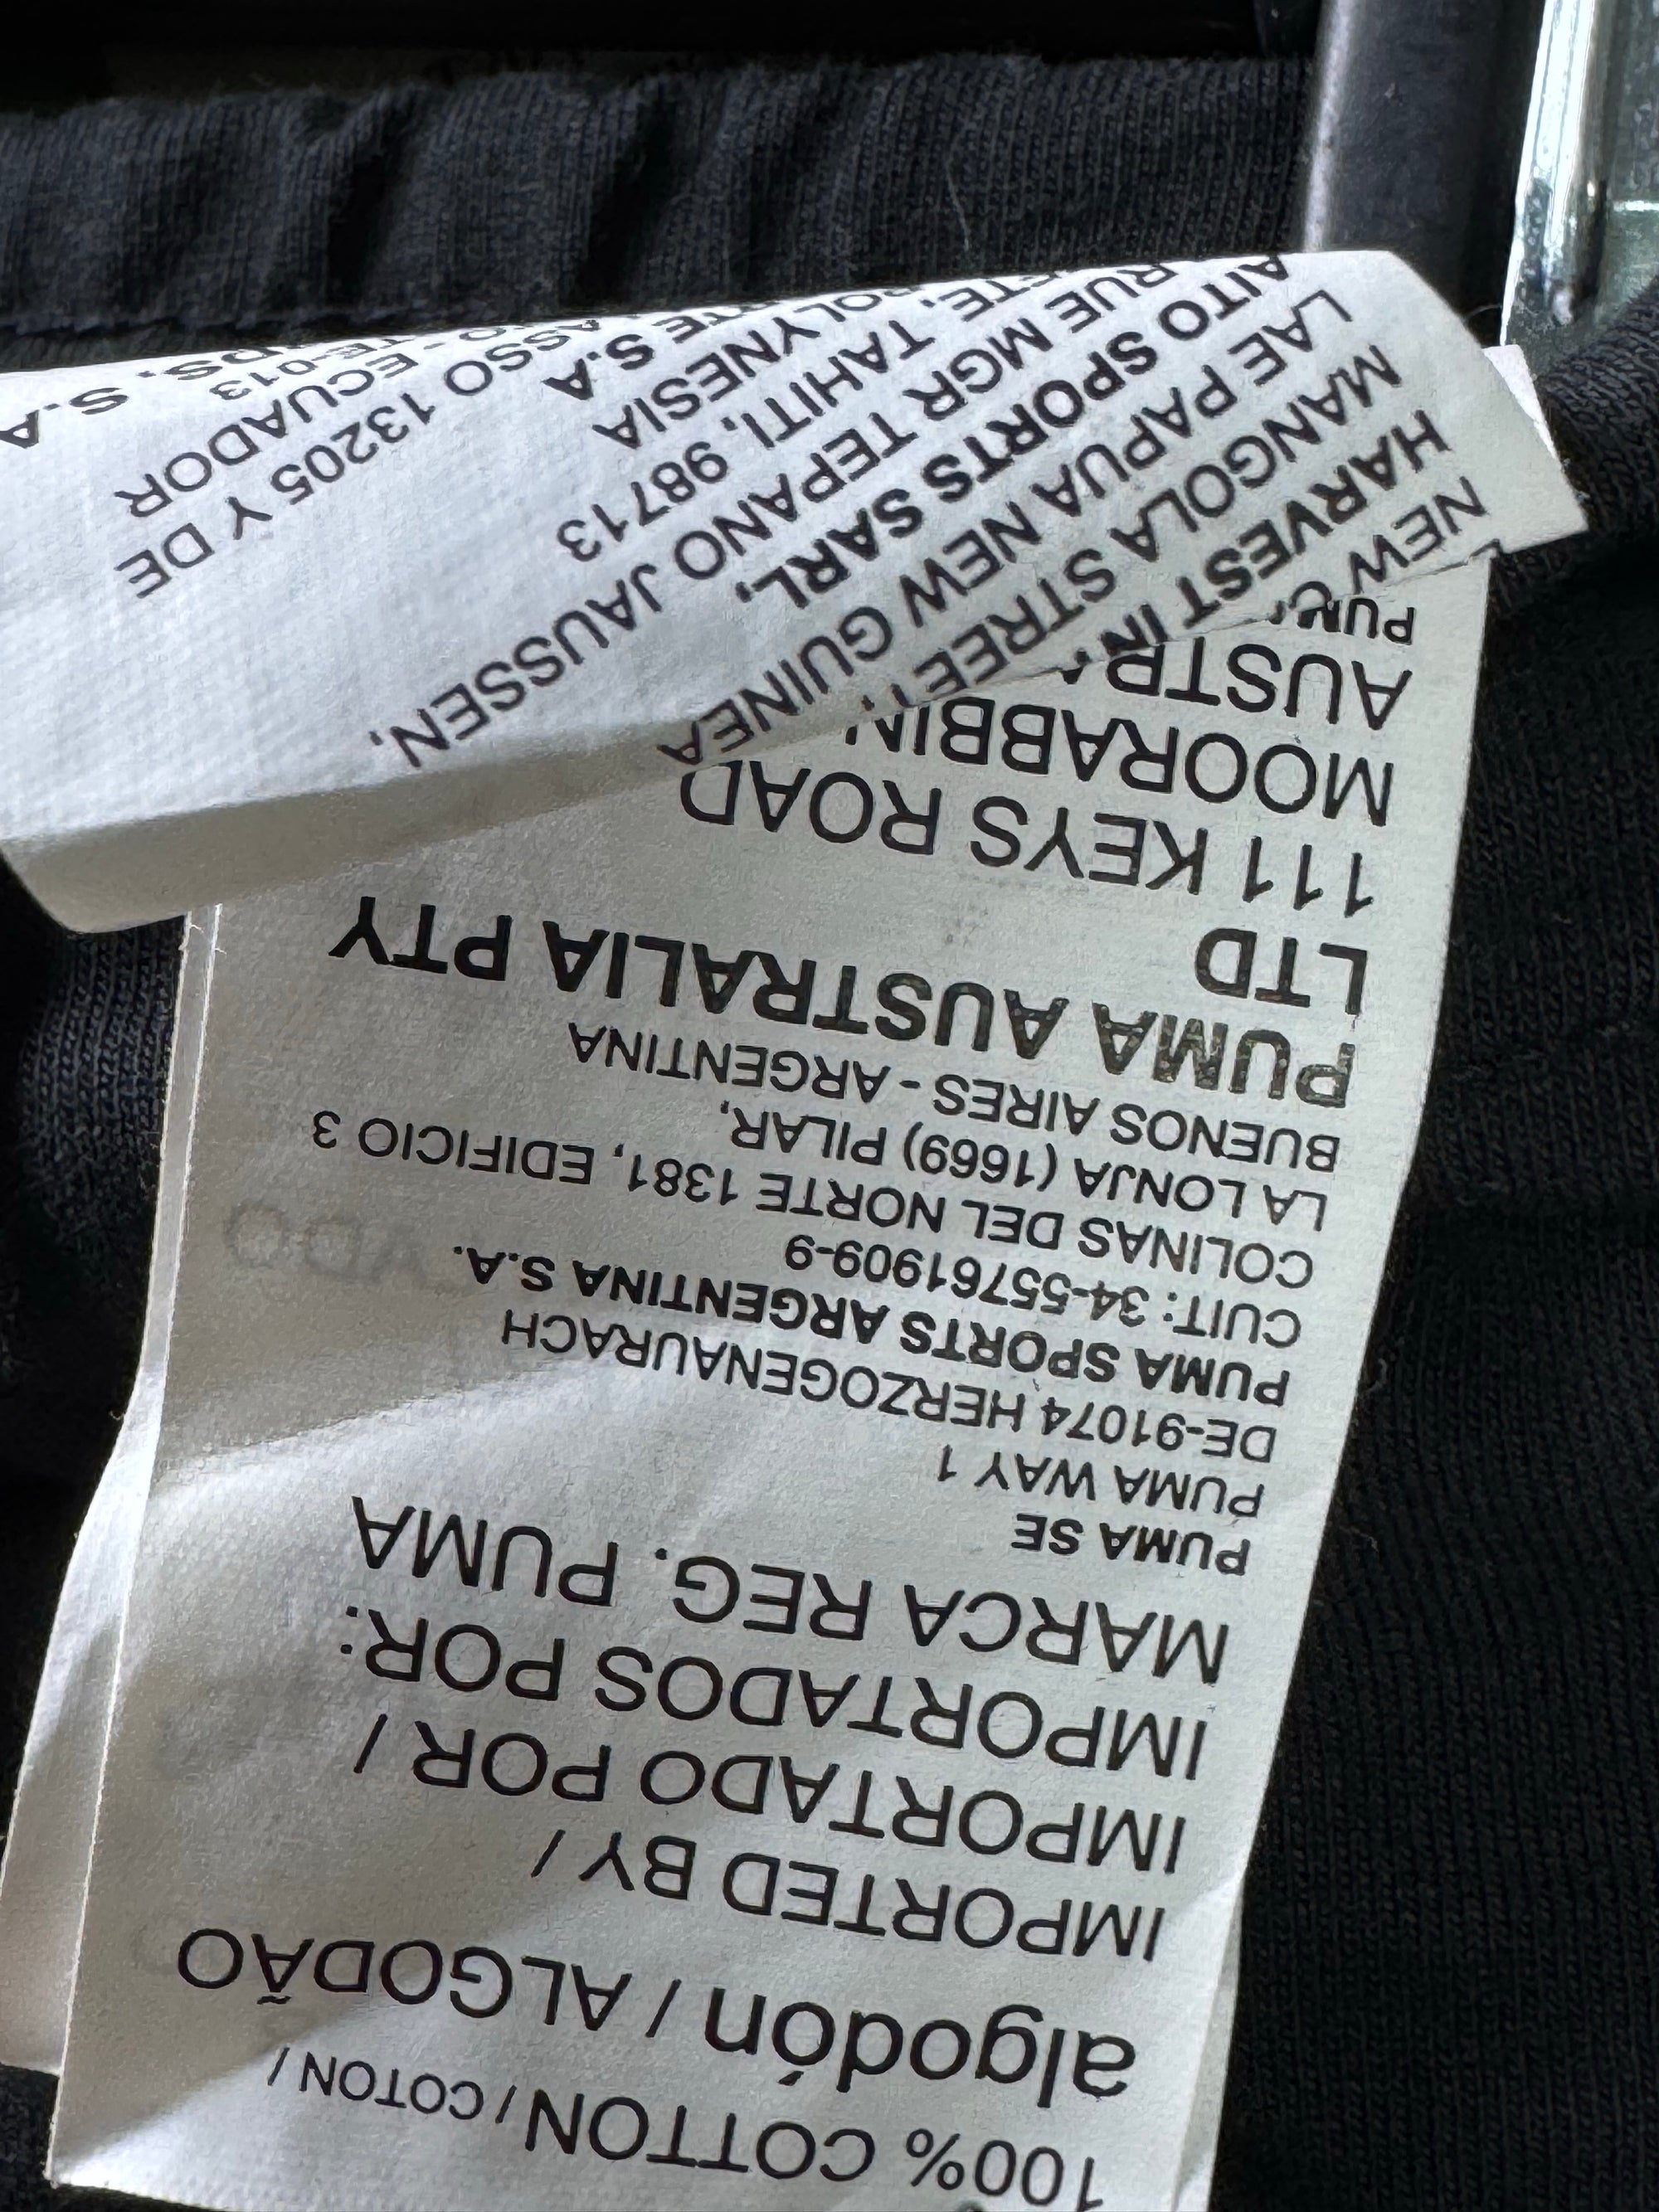 100% COTTON / COTON /
algodón / ALGODÃO
IMPORTED BY /
IMPORTADO POR /
IMPORTADOS POR:
MARCA REG. PUMA
PUMA SE
PUMA WAY 1
DE-91074 HERZOGENAURACH
PUMA SPORTS ARGENTINA S.A.
CUIT: 34-55761909-9
COLINAS DEL NORTE 1381, EDIFICIO 3
LA LONJA (1669) PILAR,
BUENOS AIRES - ARGENTINA
PUMA AUSTRALIA PTY
LTD
111 KEYS ROAD
MOORABBIN,
NEW
HARVEST
MANGOLA STREET,
LAE PAPUA NEW GUINEA
AITO SPORTS SARL,
RUE MGR TEPANO JAUSSEN,
TAHITI, 98713
S.A
13205 Y DE
ECUADOR
S.A